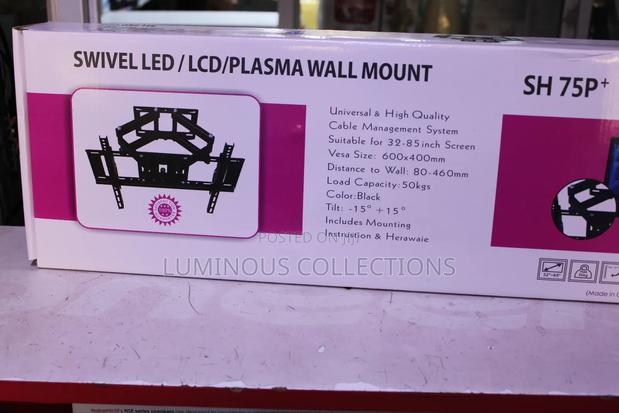 SWIVEL LED / LCD/PLASMA WALL MOUNT
SH 75P+
Universal & High Quality
Cable Management System
Suitable for 32-85 inch Screen
Vesa Size: 600x400mm
Distance to Wall: 80-460mm
Load Capacity:50kgs
Color:Black
Tilt: -15° +15°
Includes Mounting
Instrustion & Herawaie
POSTED ON JIJI
LUMINOUS COLLECTIONS
(Made in